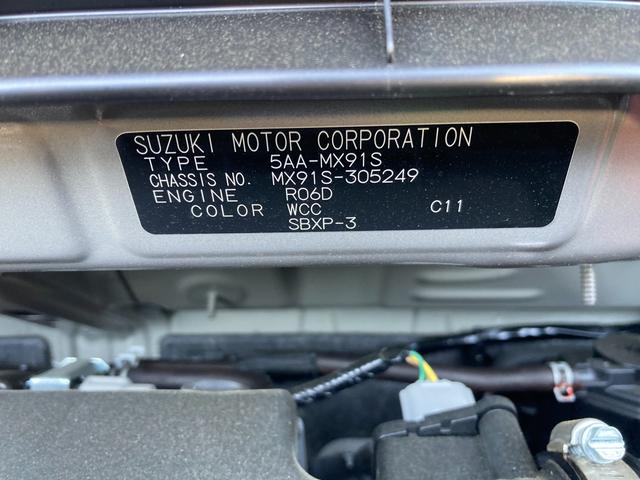 SUZUKI MOTOR CORPORATION
TYPE 5AA-MX91S
CHASSIS NO. MX91S-305249
ENGINE R06D
COLOR WCC C11
SBXP-3